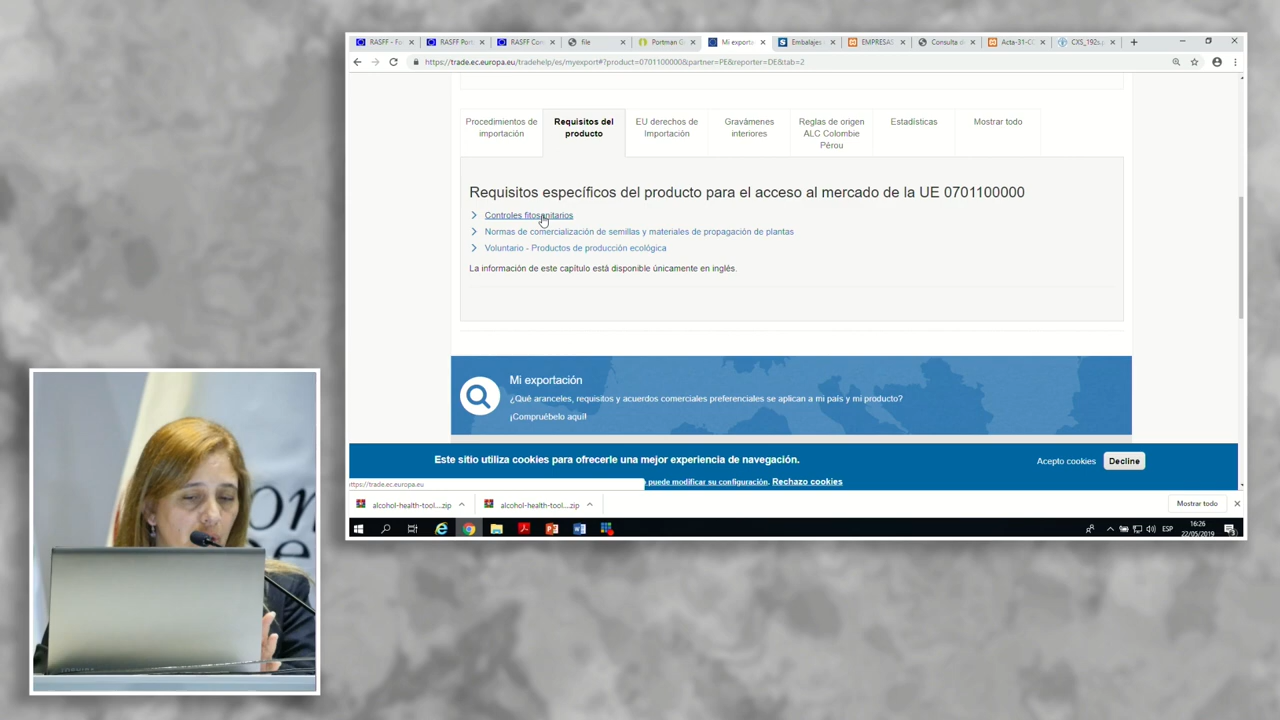 RASFF - Fo
RASFF Port
RASFF Con
file
Portman G
Mi exporta
Embalajes
EMPRESAS
Consulta d
Acta-31-C
CXS_192s.p
https://trade.ec.europa.eu/tradehelp/es/myexport#?product=0701100000&partner=PE&reporter=DE&tab=2
Procedimientos de
importación
Requisitos del
producto
EU derechos de
Importación
Gravámenes
interiores
Reglas de origen
ALC Colombie
Pérou
Estadísticas
Mostrar todo
Requisitos específicos del producto para el acceso al mercado de la UE 0701100000
Controles fitosanitarios
Normas de comercialización de semillas y materiales de propagación de plantas
Voluntario - Productos de producción ecológica
La información de este capítulo está disponible únicamente en inglés.
Mi exportación
¿Qué aranceles, requisitos y acuerdos comerciales preferenciales se aplican a mi país y mi producto?
¡Compruébelo aquí!
Este sitio utiliza cookies para ofrecerle una mejor experiencia de navegación.
Acepto cookies
Decline
puede modificar su configuración. Rechazo cookies
https://trade.ec.europa.eu
alcohol-health-tool....zip
alcohol-health-tool....zip
Mostrar todo
ESP
16:26
22/05/2019
TOSHIBA